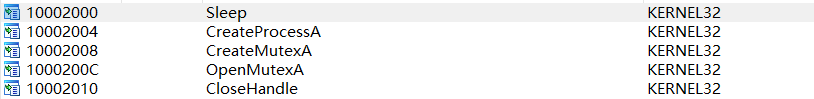 10002000 Sleep KERNEL32
10002004 CreateProcessA KERNEL32
10002008 CreateMutexA KERNEL32
1000200C OpenMutexA KERNEL32
10002010 CloseHandle KERNEL32